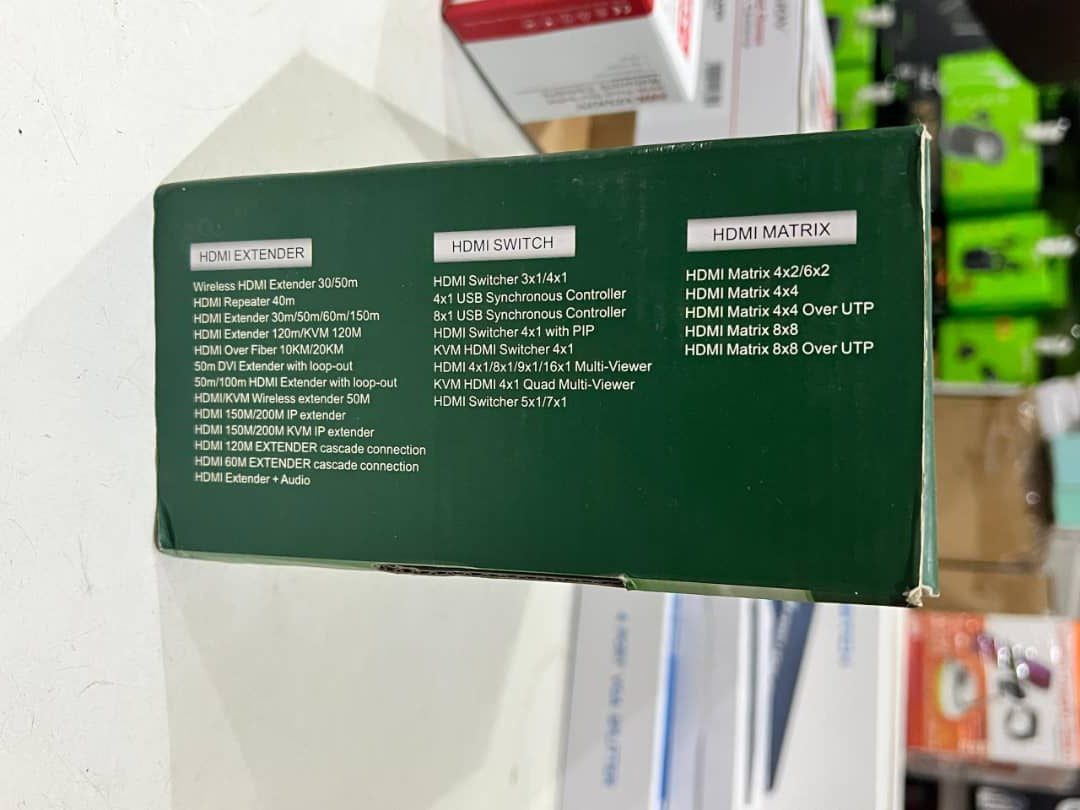 HDMI EXTENDER
Wireless HDMI Extender 30/50m
HDMI Repeater 40m
HDMI Extender 30m/50m/60m/150m
HDMI Extender 120m/KVM 120M
HDMI Over Fiber 10KM/20KM
50m DVI Extender with loop-out
50m/100m HDMI Extender with loop-out
HDMI/KVM Wireless extender 50M
HDMI 150M/200M IP extender
HDMI 150M/200M KVM IP extender
HDMI 120M EXTENDER cascade connection
HDMI 60M EXTENDER cascade connection
HDMI Extender + Audio
HDMI SWITCH
HDMI Switcher 3x1/4x1
4x1 USB Synchronous Controller
8x1 USB Synchronous Controller
HDMI Switcher 4x1 with PIP
KVM HDMI Switcher 4x1
HDMI 4x1/8x1/9x1/16x1 Multi-Viewer
KVM HDMI 4x1 Quad Multi-Viewer
HDMI Switcher 5x1/7x1
HDMI MATRIX
HDMI Matrix 4x2/6x2
HDMI Matrix 4x4
HDMI Matrix 4x4 Over UTP
HDMI Matrix 8x8
HDMI Matrix 8x8 Over UTP